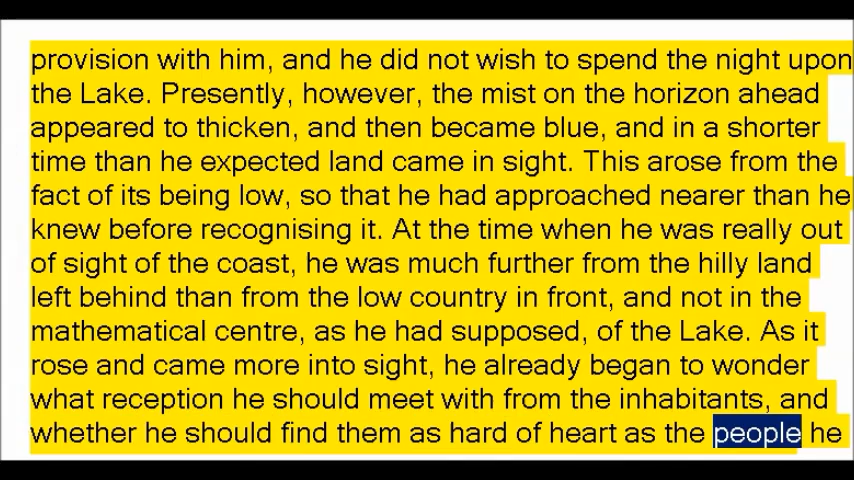 provision with him, and he did not wish to spend the night upon
the Lake. Presently, however, the mist on the horizon ahead
appeared to thicken, and then became blue, and in a shorter
time than he expected land came in sight. This arose from the
fact of its being low, so that he had approached nearer than he
knew before recognising it. At the time when he was really out
of sight of the coast, he was much further from the hilly land
left behind than from the low country in front, and not in the
mathematical centre, as he had supposed, of the Lake. As it
rose and came more into sight, he already began to wonder
what reception he should meet with from the inhabitants, and
whether he should find them as hard of heart as the people he